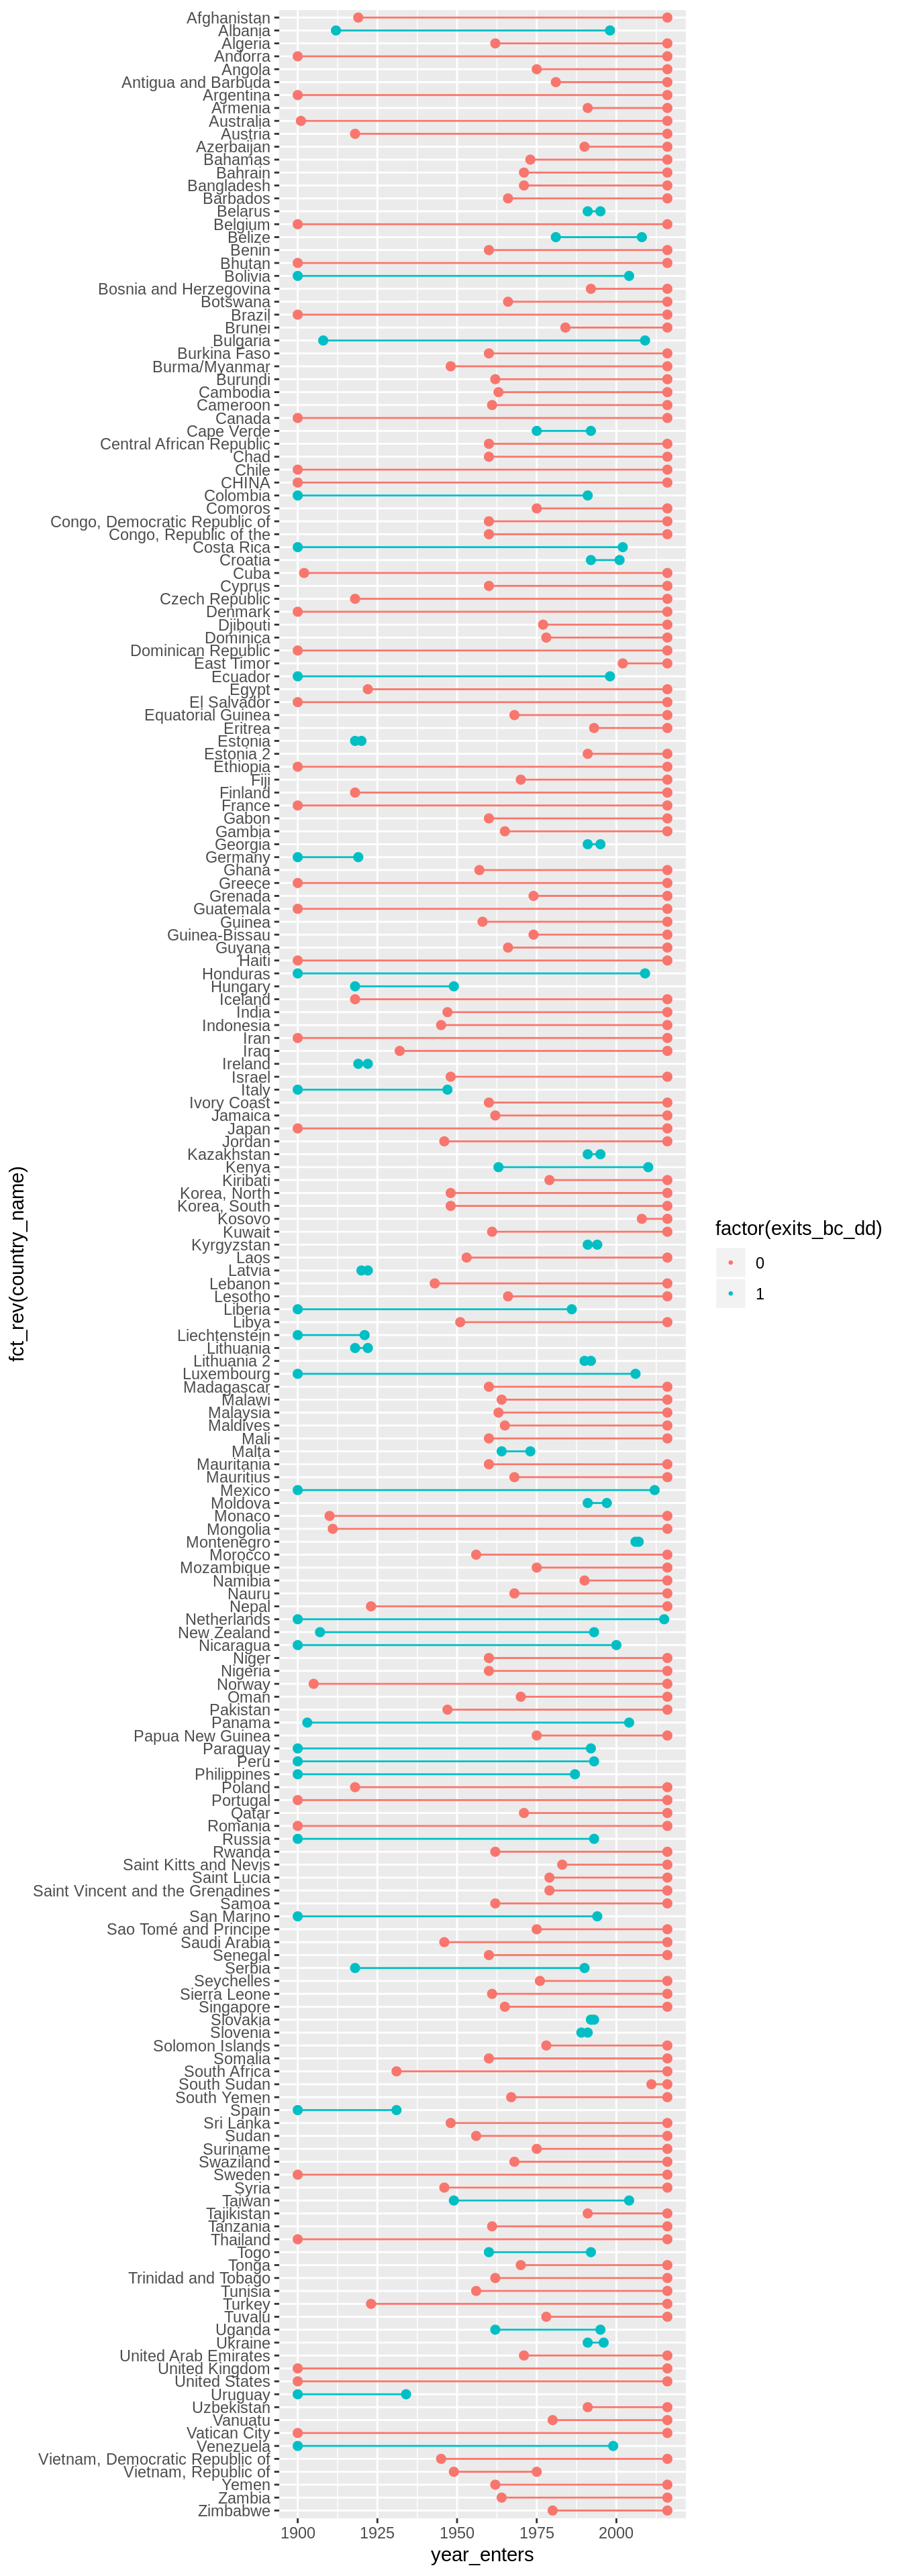 Afghanistan
Albania
Algeria
Andorra
Angola
Antigua and Barbuda
Argentina
Armenia
Australia
Austria
Azerbaijan
Bahamas
Bahrain
Bangladesh
Barbados
Belarus
Belgium
Belize
Benin
Bhutan
Bolivia
Bosnia and Herzegovina
Botswana
Brazil
Brunei
Bulgaria
Burkina Faso
Burma/Myanmar
Burundi
Cambodia
Cameroon
Canada
Cape Verde
Central African Republic
Chad
Chile
CHINA
Colombia
Comoros
Congo, Democratic Republic of
Congo, Republic of the
Costa Rica
Croatia
Cuba
Cyprus
Czech Republic
Denmark
Djibouti
Dominica
Dominican Republic
East Timor
Ecuador
Egypt
El Salvador
Equatorial Guinea
Eritrea
Estonia
Estonia 2
Ethiopia
Fiji
Finland
France
Gabon
Gambia
Georgia
Germany
Ghana
Greece
Grenada
Guatemala
Guinea
Guinea-Bissau
Guyana
Haiti
Honduras
Hungary
Iceland
India
Indonesia
Iran
Iraq
Ireland
Israel
Italy
Ivory Coast
Jamaica
Japan
Jordan
Kazakhstan
Kenya
Kiribati
Korea, North
Korea, South
Kosovo
Kuwait
Kyrgyzstan
Laos
Latvia
Lebanon
Lesotho
Liberia
Libya
Liechtenstein
Lithuania
Lithuania 2
Luxembourg
Madagascar
Malawi
Malaysia
Maldives
Mali
Malta
Mauritania
Mauritius
Mexico
Moldova
Monaco
Mongolia
Montenegro
Morocco
Mozambique
Namibia
Nauru
Nepal
Netherlands
New Zealand
Nicaragua
Niger
Nigeria
Norway
Oman
Pakistan
Panama
Papua New Guinea
Paraguay
Peru
Philippines
Poland
Portugal
Qatar
Romania
Russia
Rwanda
Saint Kitts and Nevis
Saint Lucia
Saint Vincent and the Grenadines
Samoa
San Marino
Sao Tomé and Principe
Saudi Arabia
Senegal
Serbia
Seychelles
Sierra Leone
Singapore
Slovakia
Slovenia
Solomon Islands
Somalia
South Africa
South Sudan
South Yemen
Spain
Sri Lanka
Sudan
Suriname
Swaziland
Sweden
Syria
Taiwan
Tajikistan
Tanzania
Thailand
Togo
Tonga
Trinidad and Tobago
Tunisia
Turkey
Tuvalu
Uganda
Ukraine
United Arab Emirates
United Kingdom
United States
Uruguay
Uzbekistan
Vanuatu
Vatican City
Venezuela
Vietnam, Democratic Republic of
Vietnam, Republic of
Yemen
Zambia
Zimbabwe
1900 1925 1950 1975 2000
year_enters
fct_rev(country_name)
factor(exits_bc_dd)
0
1